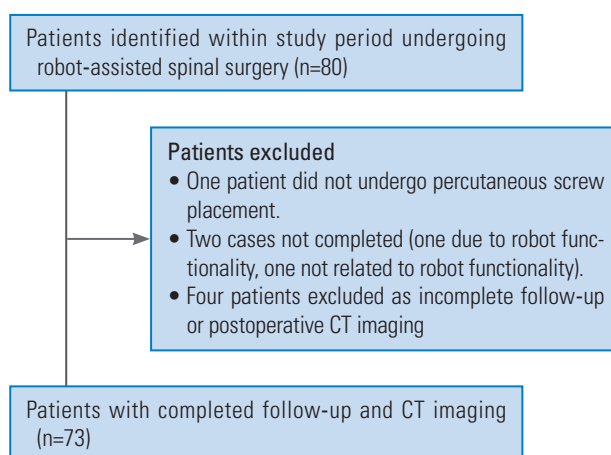 Patients identified within study period undergoing
robot-assisted spinal surgery (n=80)
Patients excluded
• One patient did not undergo percutaneous screw
placement.
• Two cases not completed (one due to robot func-
tionality, one not related to robot functionality).
• Four patients excluded as incomplete follow-up
or postoperative CT imaging
Patients with completed follow-up and CT imaging
(n=73)